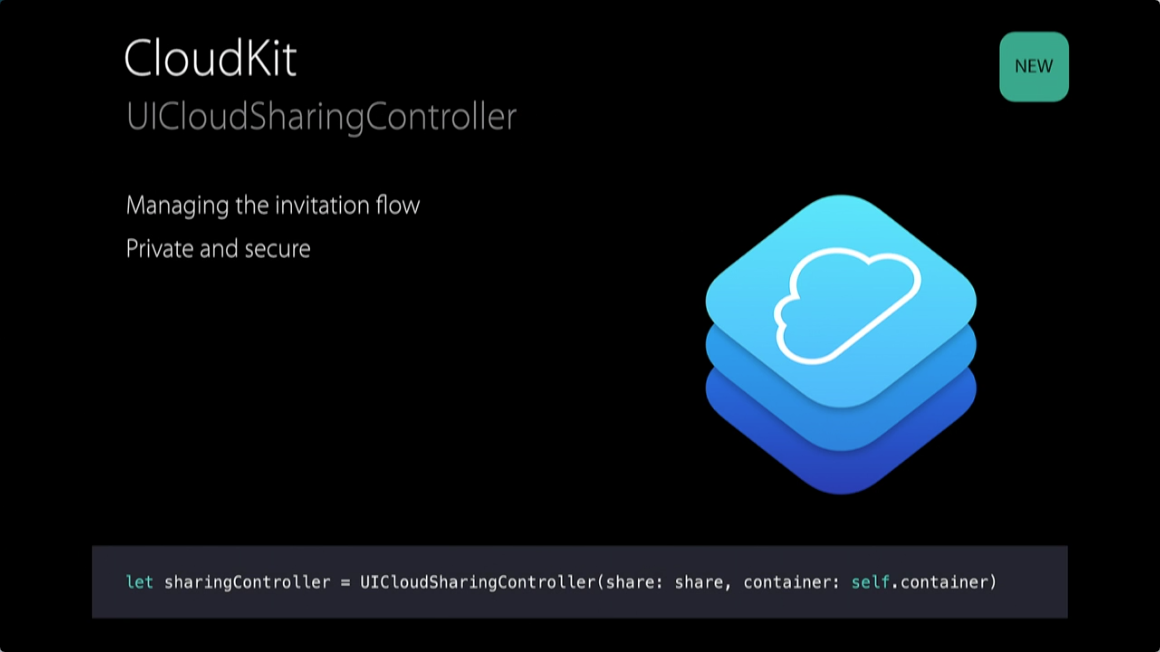 CloudKit
NEW
UICloudSharingController
Managing the invitation flow
Private and secure
let sharingController = UICloudSharingController(share: share, container: self.container)